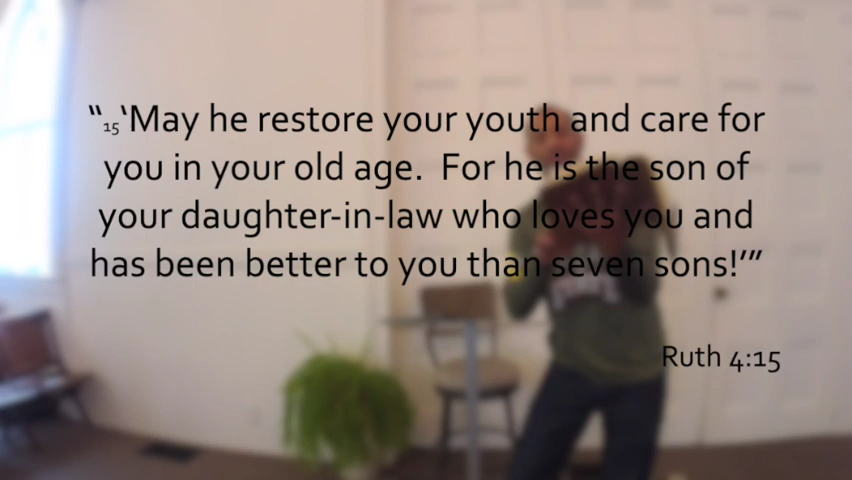 “15‘May he restore your youth and care for
you in your old age.  For he is the son of
your daughter-in-law who loves you and
has been better to you than seven sons!’”
Ruth 4:15